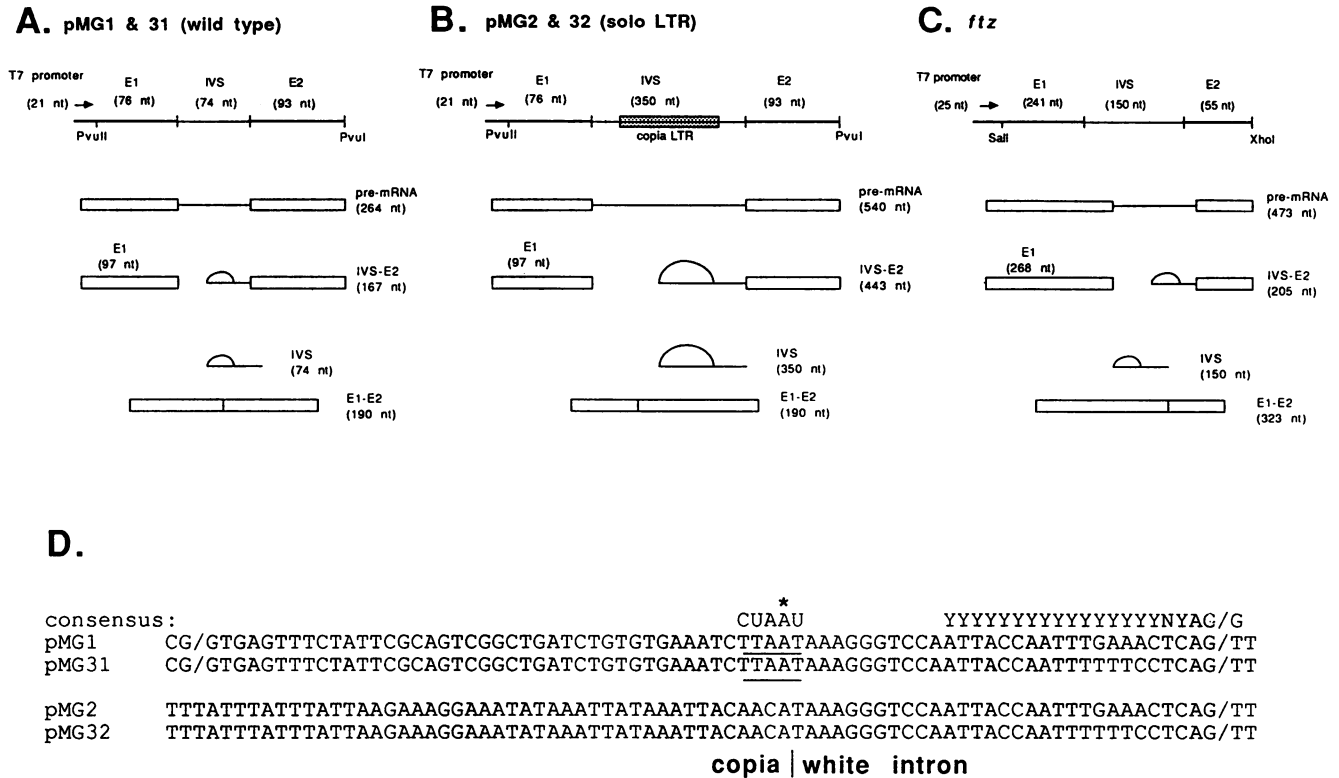 A. pMG1 & 31 (wild type)
T7 promoter
(21 nt)
E1
(76 nt)
IVS
(74 nt)
E2
(93 nt)
PvuII
PvuI
pre-mRNA
(264 nt)
E1
(97 nt)
IVS-E2
(167 nt)
IVS
(74 nt)
E1-E2
(190 nt)
B. pMG2 & 32 (solo LTR)
T7 promoter
(21 nt)
E1
(76 nt)
IVS
(350 nt)
E2
(93 nt)
PvuII
copia LTR
PvuI
pre-mRNA
(540 nt)
E1
(97 nt)
IVS-E2
(443 nt)
IVS
(350 nt)
E1-E2
(190 nt)
C. ftz
T7 promoter
(25 nt)
E1
(241 nt)
IVS
(150 nt)
E2
(55 nt)
SalI
XhoI
pre-mRNA
(473 nt)
E1
(268 nt)
IVS-E2
(205 nt)
IVS
(150 nt)
E1-E2
(323 nt)
D.
*
consensus: CUAAU YYYYYYYYYYYYYYYYNYAG/G
pMG1 CG/GTGAGTTTCTATTCGCAGTCGGCTGATCTGTGTGAAATCTTAATAAAGGGTCCAATTACCAATTTGAAACTCAG/TT
pMG31 CG/GTGAGTTTCTATTCGCAGTCGGCTGATCTGTGTGAAATCTTAATAAAGGGTCCAATTACCAATTTTTTCCTCAG/TT
pMG2 TTTATTTATTTATTAAGAAAGGAAATATAAATTATAAATTACAACATAAAGGGTCCAATTACCAATTTGAAACTCAG/TT
pMG32 TTTATTTATTTATTAAGAAAGGAAATATAAATTATAAATTACAACATAAAGGGTCCAATTACCAATTTTTTCCTCAG/TT
copia | white intron